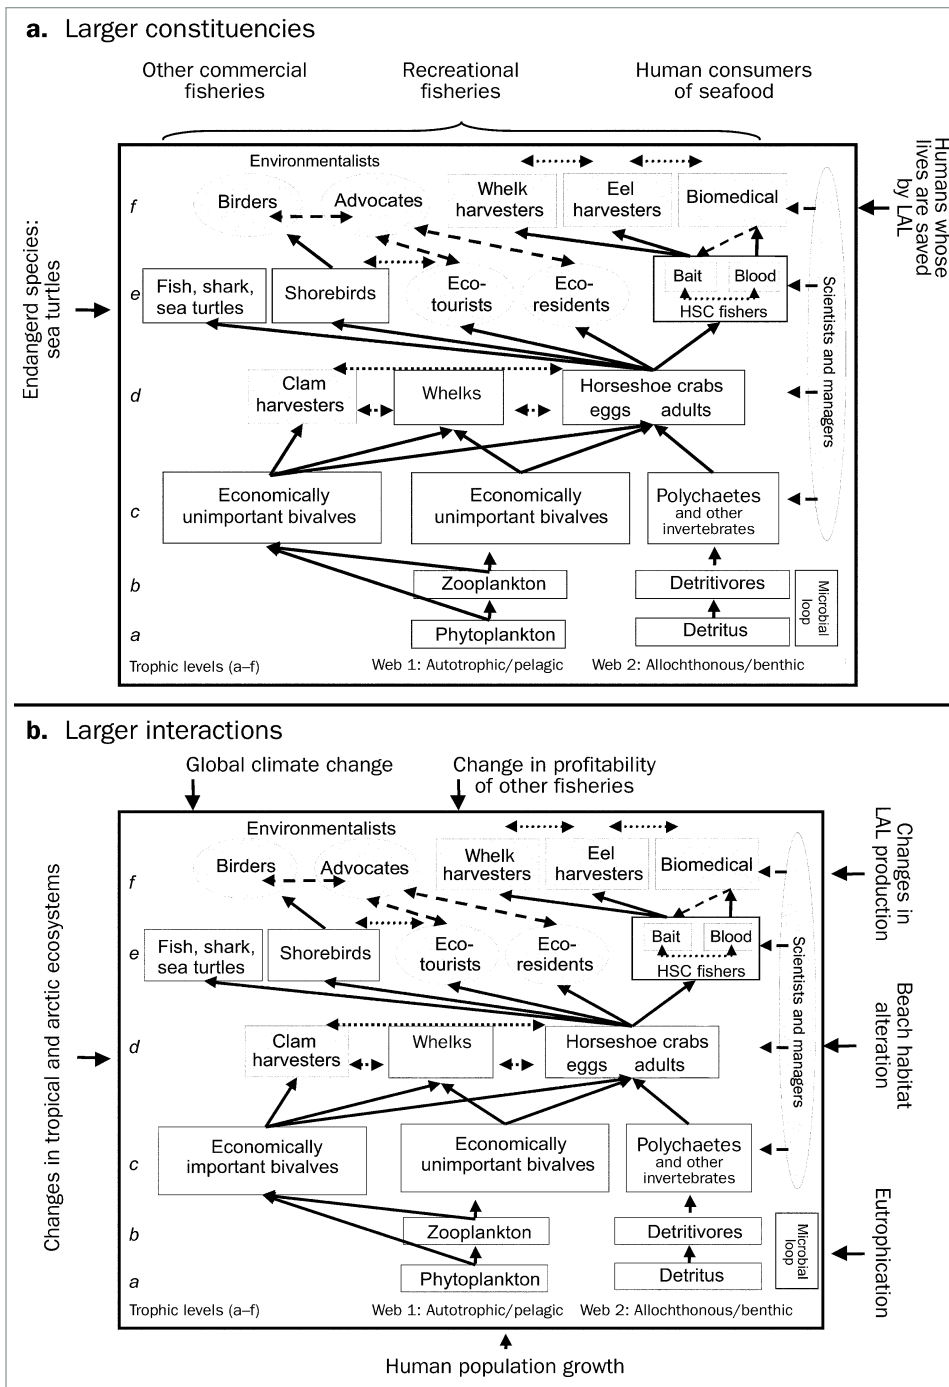 a. Larger constituencies
Other commercial
fisheries
Recreational
fisheries
Human consumers
of seafood
Humans whose
lives are saved
by LAL
Endangerd species:
sea turtles
Environmentalists
f
Birders
Advocates
Whelk
harvesters
Eel
harvesters
Biomedical
e
Fish, shark,
sea turtles
Shorebirds
Eco-
tourists
Eco-
residents
Bait
Blood
HSC fishers
Scientists and managers
d
Clam
harvesters
Whelks
Horseshoe crabs
eggs adults
c
Economically
unimportant bivalves
Economically
unimportant bivalves
Polychaetes
and other
invertebrates
b
Zooplankton
Detritivores
Microbial
loop
a
Phytoplankton
Detritus
Trophic levels (a–f)
Web 1: Autotrophic/pelagic
Web 2: Allochthonous/benthic
b. Larger interactions
Global climate change
Change in profitability
of other fisheries
Changes in
LAL production
Beach habitat
alteration
Eutrophication
Changes in tropical and arctic ecosystems
Environmentalists
f
Birders
Advocates
Whelk
harvesters
Eel
harvesters
Biomedical
e
Fish, shark,
sea turtles
Shorebirds
Eco-
tourists
Eco-
residents
Bait
Blood
HSC fishers
Scientists and managers
d
Clam
harvesters
Whelks
Horseshoe crabs
eggs adults
c
Economically
important bivalves
Economically
unimportant bivalves
Polychaetes
and other
invertebrates
b
Zooplankton
Detritivores
Microbial
loop
a
Phytoplankton
Detritus
Trophic levels (a–f)
Web 1: Autotrophic/pelagic
Web 2: Allochthonous/benthic
Human population growth